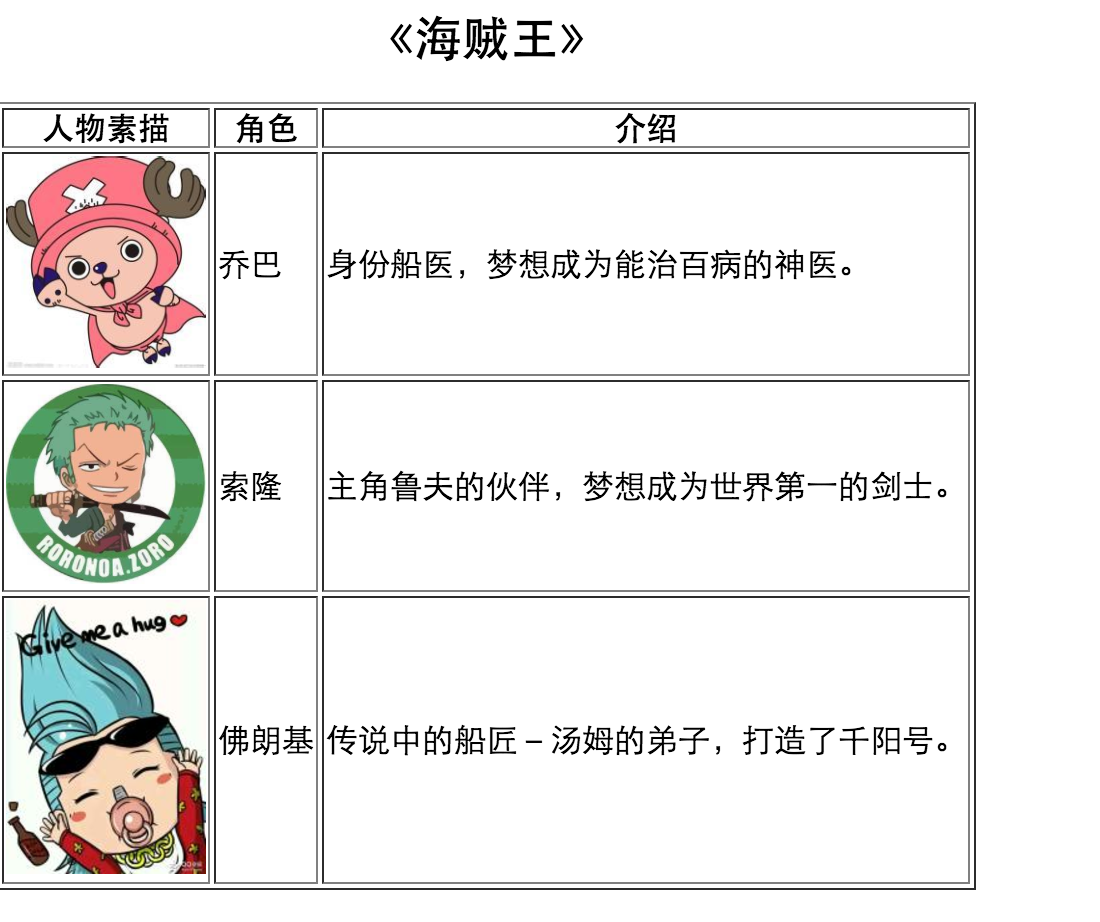 《海贼王》
人物素描 角色 介绍
乔巴 身份船医，梦想成为能治百病的神医。
RORONOA.ZORO
索隆 主角鲁夫的伙伴，梦想成为世界第一的剑士。
Give me a hug
佛朗基 传说中的船匠 – 汤姆的弟子，打造了千阳号。